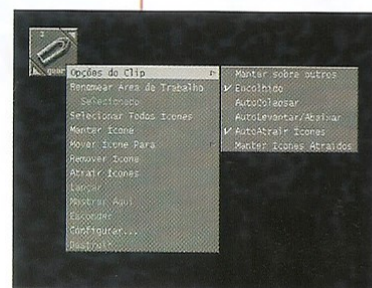 1
Opções do Clip
Renomear Área de Trabalho
Selecionado
Selecionar Todos Ícones
Manter Ícone
Mover Ícone Para
Remover Ícone
Atrair Ícones
Lançar
Mostrar Aqui
Esconder
Configurar...
Destruir
Manter sobre outros
Encolhido
AutoColapsar
AutoLevantar/Abaixar
AutoAtrair Ícones
Manter Ícones Atraídos